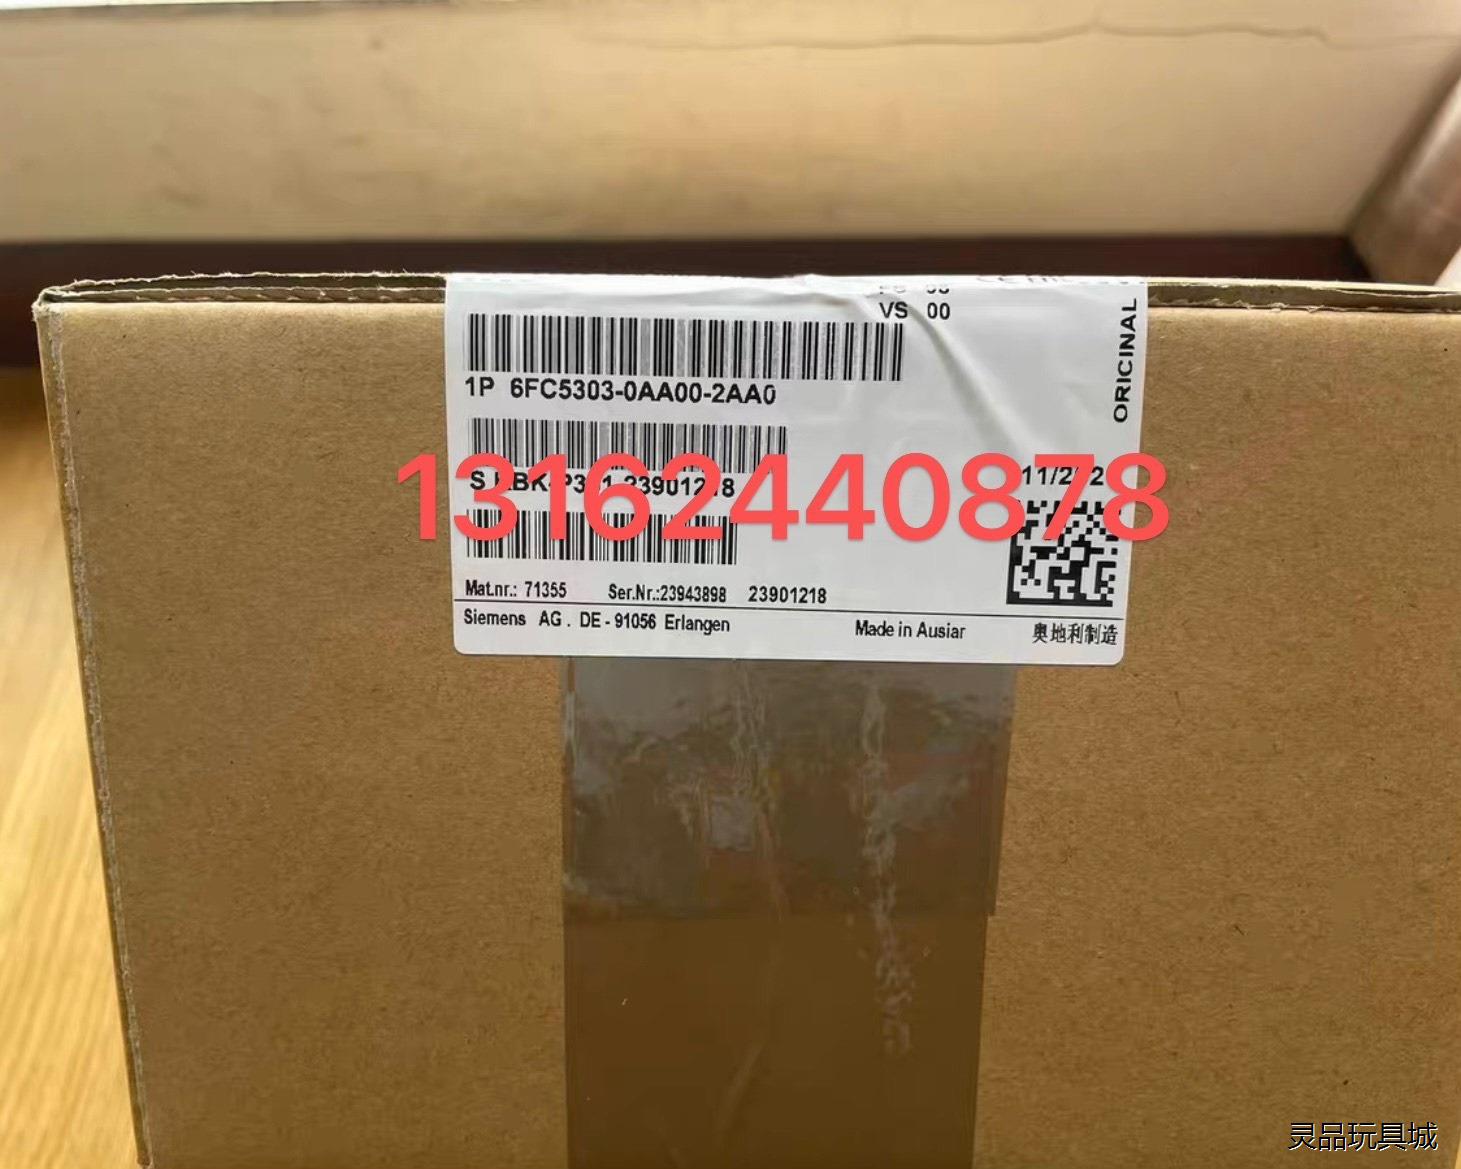 VS 00
ORICINAL
1P 6FC5303-0AA00-2AA0
13162440878
Mat.nr.: 71355 Ser.Nr.:23943898 23901218
Siemens AG . DE - 91056 Erlangen Made in Ausiar 奥地利制造
灵品玩具城